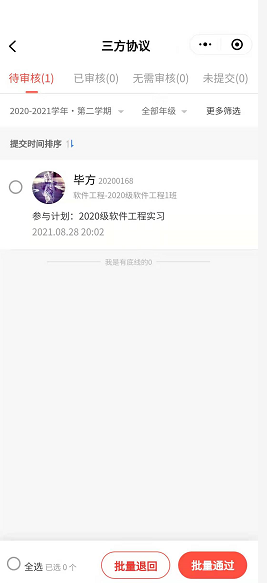 三方协议
待审核(1) 已审核(0) 无需审核(0) 未提交(0)
2020-2021学年·第二学期 全部年级 更多筛选
提交时间排序
毕方 20200168
软件工程-2020级软件工程1班
参与计划：2020级软件工程实习
2021.08.28 20:02
我是有底线的0
全选 已选 0 个 批量退回 批量通过